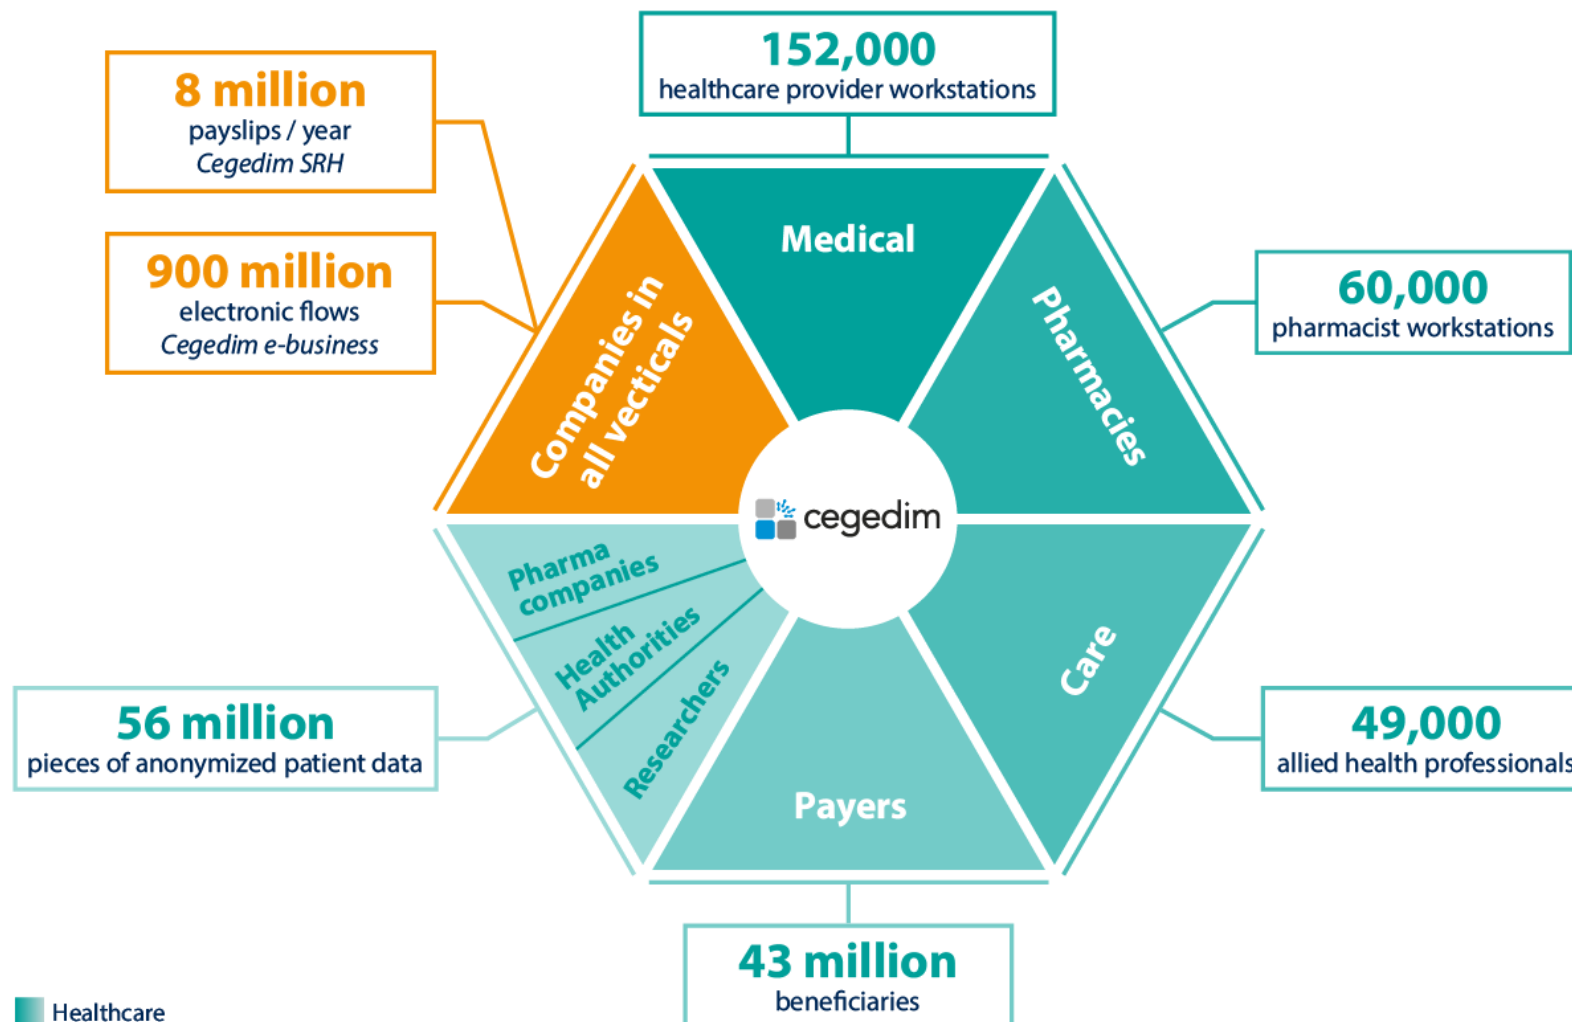 152,000
healthcare provider workstations
8 million
payslips / year
Cegedim SRH
900 million
electronic flows
Cegedim e-business
Medical
Companies in
all vecticals
Pharmacies
60,000
pharmacist workstations
cegedim
Pharma
companies
Health
Authorities
Researchers
Care
Payers
56 million
pieces of anonymized patient data
49,000
allied health professionals
43 million
beneficiaries
Healthcare